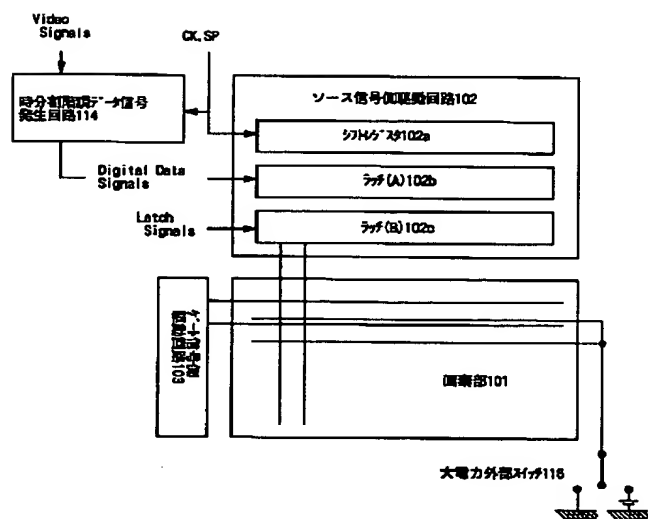 Video
Signals
CK,SP
時分割階調データ信号
発生回路114
ソース信号側駆動回路102
シフトレジスタ102a
Digital Data
Signals
ラッチ(A)102b
Latch
Signals
ラッチ(B)102c
ゲート信号側
駆動回路103
画素部101
大電力外部スイッチ116